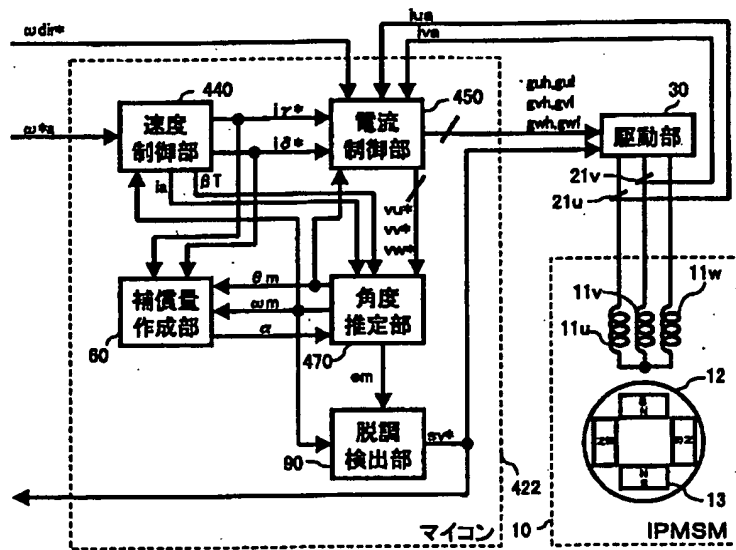 ωdir*
iua
iva
440
450
guh,gul
gvh,gvl
gwh,gwl
30
速度
制御部
iγ*
iδ*
電流
制御部
駆動部
ia
βT
21v
21u
vu*
vv*
vw*
補償量
作成部
θm
ωm
α
角度
推定部
60
470
em
11v
11w
11u
12
脱調
検出部
90
422
13
マイコン
10
IPMSM